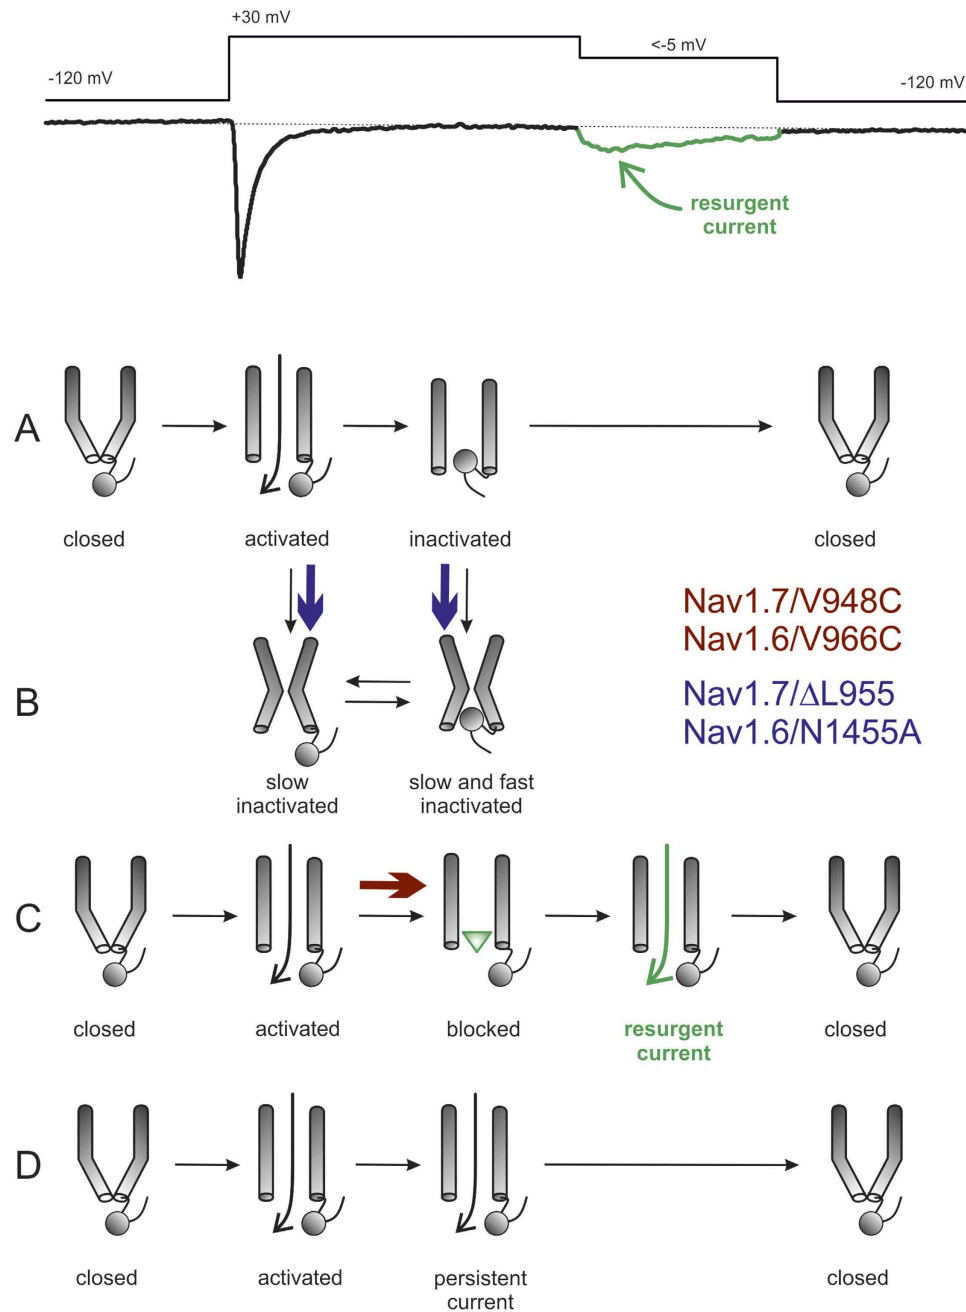 +30 mV
<-5 mV
-120 mV
-120 mV
resurgent
current
A
closed
activated
inactivated
closed
Nav1.7/V948C
Nav1.6/V966C
B
Nav1.7/ΔL955
Nav1.6/N1455A
slow
inactivated
slow and fast
inactivated
C
closed
activated
blocked
resurgent
current
closed
D
closed
activated
persistent
current
closed